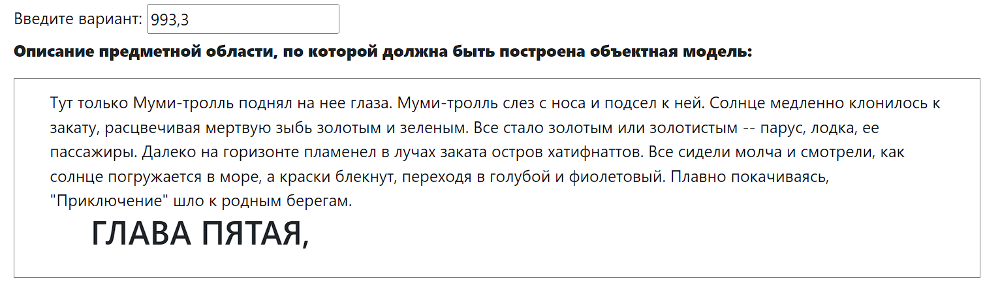 Введите вариант: 993,3
Описание предметной области, по которой должна быть построена объектная модель:
Тут только Муми-тролль поднял на нее глаза. Муми-тролль слез с носа и подсел к ней. Солнце медленно клонилось к
закату, расцвечивая мертвую зыбь золотым и зеленым. Все стало золотым или золотистым -- парус, лодка, ее
пассажиры. Далеко на горизонте пламенел в лучах заката остров хатифнаттов. Все сидели молча и смотрели, как
солнце погружается в море, а краски блекнут, переходя в голубой и фиолетовый. Плавно покачиваясь,
"Приключение" шло к родным берегам.
ГЛАВА ПЯТАЯ,